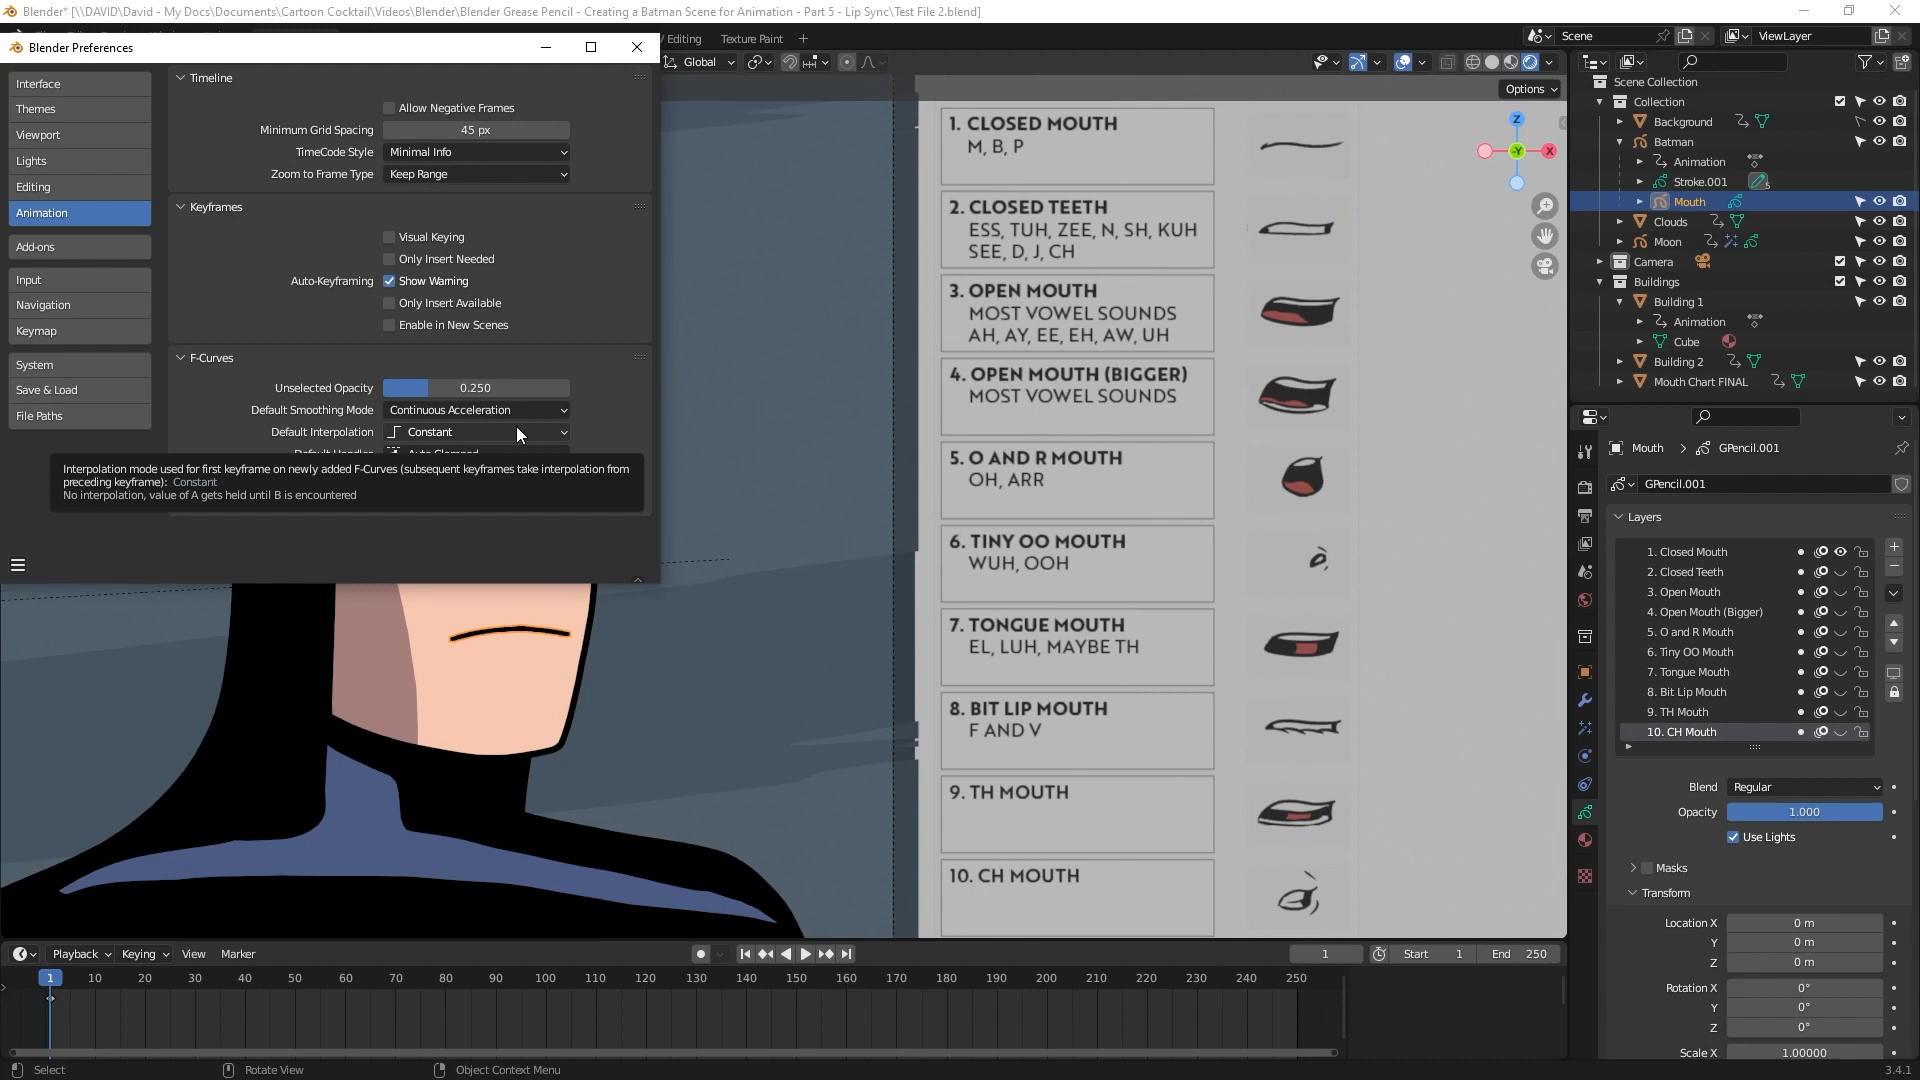 Blender* [\\DAVID\David - My Docs\Documents\Cartoon Cocktail\Videos\Blender\Blender Grease Pencil - Creating a Batman Scene for Animation - Part 5 - Lip Sync\Test File 2.blend]
Blender Preferences
Editing
Texture Paint
Scene
ViewLayer
Global
Options
Interface
Themes
Viewport
Lights
Editing
Animation
Add-ons
Input
Navigation
Keymap
System
Save & Load
File Paths
Timeline
Allow Negative Frames
Minimum Grid Spacing 45 px
TimeCode Style Minimal Info
Zoom to Frame Type Keep Range
Keyframes
Visual Keying
Only Insert Needed
Auto-Keyframing Show Warning
Only Insert Available
Enable in New Scenes
F-Curves
Unselected Opacity 0.250
Default Smoothing Mode Continuous Acceleration
Default Interpolation Constant
Interpolation mode used for first keyframe on newly added F-Curves (subsequent keyframes take interpolation from
preceding keyframe): Constant
No interpolation, value of A gets held until B is encountered
1. CLOSED MOUTH
M, B, P
2. CLOSED TEETH
ESS, TUH, ZEE, N, SH, KUH
SEE, D, J, CH
3. OPEN MOUTH
MOST VOWEL SOUNDS
AH, AY, EE, EH, AW, UH
4. OPEN MOUTH (BIGGER)
MOST VOWEL SOUNDS
5. O AND R MOUTH
OH, ARR
6. TINY OO MOUTH
WUH, OOH
7. TONGUE MOUTH
EL, LUH, MAYBE TH
8. BIT LIP MOUTH
F AND V
9. TH MOUTH
10. CH MOUTH
Z
-Y
X
Scene Collection
Collection
Background
Batman
Animation
Stroke.001
5
Mouth
Clouds
Moon
Camera
Buildings
Building 1
Animation
Cube
Building 2
Mouth Chart FINAL
Mouth GPencil.001
GPencil.001
Layers
1. Closed Mouth
2. Closed Teeth
3. Open Mouth
4. Open Mouth (Bigger)
5. O and R Mouth
6. Tiny OO Mouth
7. Tongue Mouth
8. Bit Lip Mouth
9. TH Mouth
10. CH Mouth
Blend Regular
Opacity 1.000
Use Lights
Masks
Transform
Location X 0 m
Y 0 m
Z 0 m
Rotation X 0°
Y 0°
Z 0°
Scale X 1.00000
Playback Keying View Marker
1 Start 1 End 250
1 10 20 30 40 50 60 70 80 90 100 110 120 130 140 150 160 170 180 190 200 210 220 230 240 250
Select Rotate View Object Context Menu
3.4.1